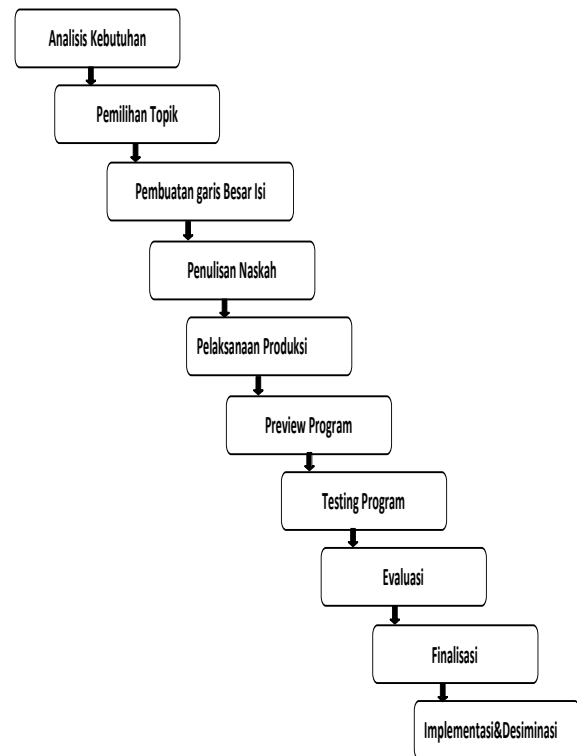 Analisis Kebutuhan
Pemilihan Topik
Pembuatan garis Besar Isi
Penulisan Naskah
Pelaksanaan Produksi
Preview Program
Testing Program
Evaluasi
Finalisasi
Implementasi&Desiminasi